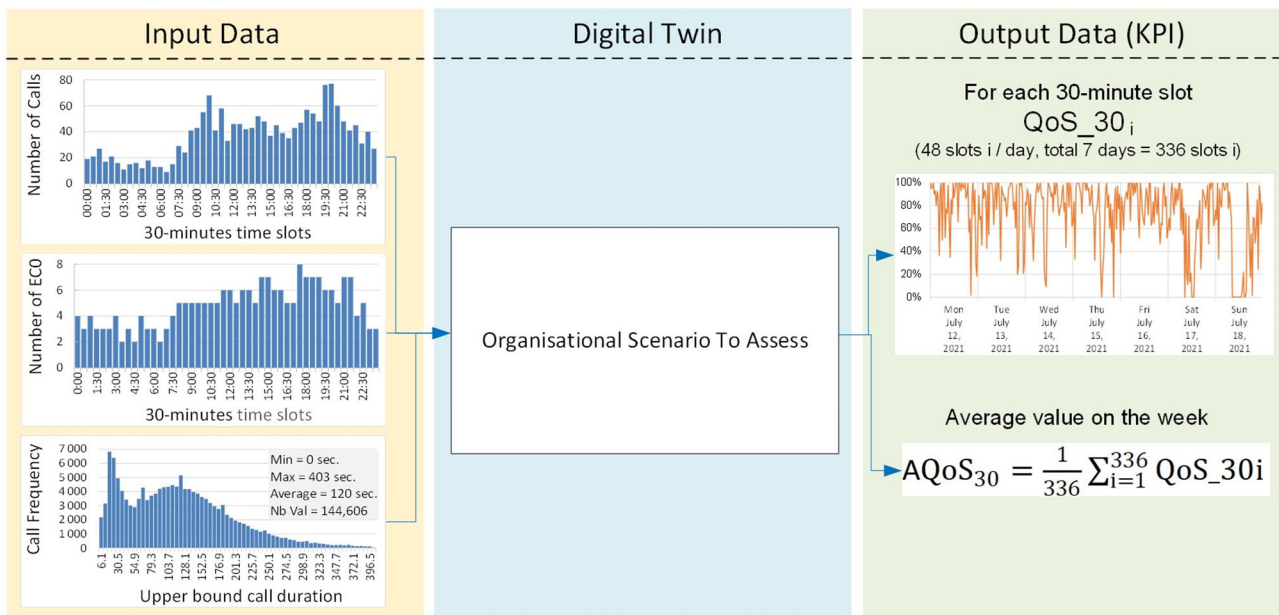 Input Data
Digital Twin
Output Data (KPI)
Number of Calls
80
60
40
20
0
00:00
01:30
03:00
04:30
06:00
07:30
09:00
10:30
12:00
13:30
15:00
16:30
18:00
19:30
21:00
22:30
30-minutes time slots
Number of ECO
8
6
4
2
0
0:00
1:30
3:00
4:30
6:00
7:30
9:00
10:30
12:00
13:30
15:00
16:30
18:00
19:30
21:00
22:30
30-minutes time slots
Call Frequency
7 000
6 000
5 000
4 000
3 000
2 000
1 000
0
Min = 0 sec.
Max = 403 sec.
Average = 120 sec.
Nb Val = 144,606
6.1
30.5
54.9
79.3
103.7
128.1
152.5
176.9
201.3
225.7
250.1
274.5
298.9
323.3
347.7
372.1
396.5
Upper bound call duration
Organisational Scenario To Assess
For each 30-minute slot
QoS_30 i
(48 slots i / day, total 7 days = 336 slots i)
100%
80%
60%
40%
20%
0%
Mon July 12, 2021
Tue July 13, 2021
Wed July 14, 2021
Thu July 15, 2021
Fri July 16, 2021
Sat July 17, 2021
Sun July 18, 2021
Average value on the week
AQoS₃₀ = 1/336 ∑ᵢ₌₁³³⁶ QoS_30i